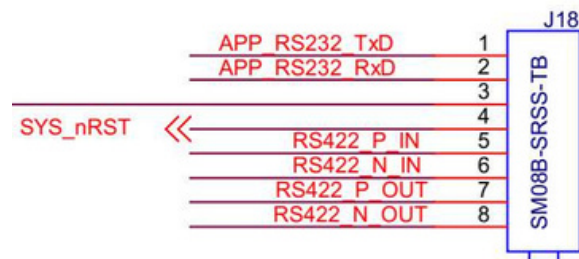 J18
APP_RS232_TxD 1
APP_RS232_RxD 2
3
SYS_nRST 4
RS422_P_IN 5
RS422_N_IN 6
RS422_P_OUT 7
RS422_N_OUT 8
SM08B-SRSS-TB